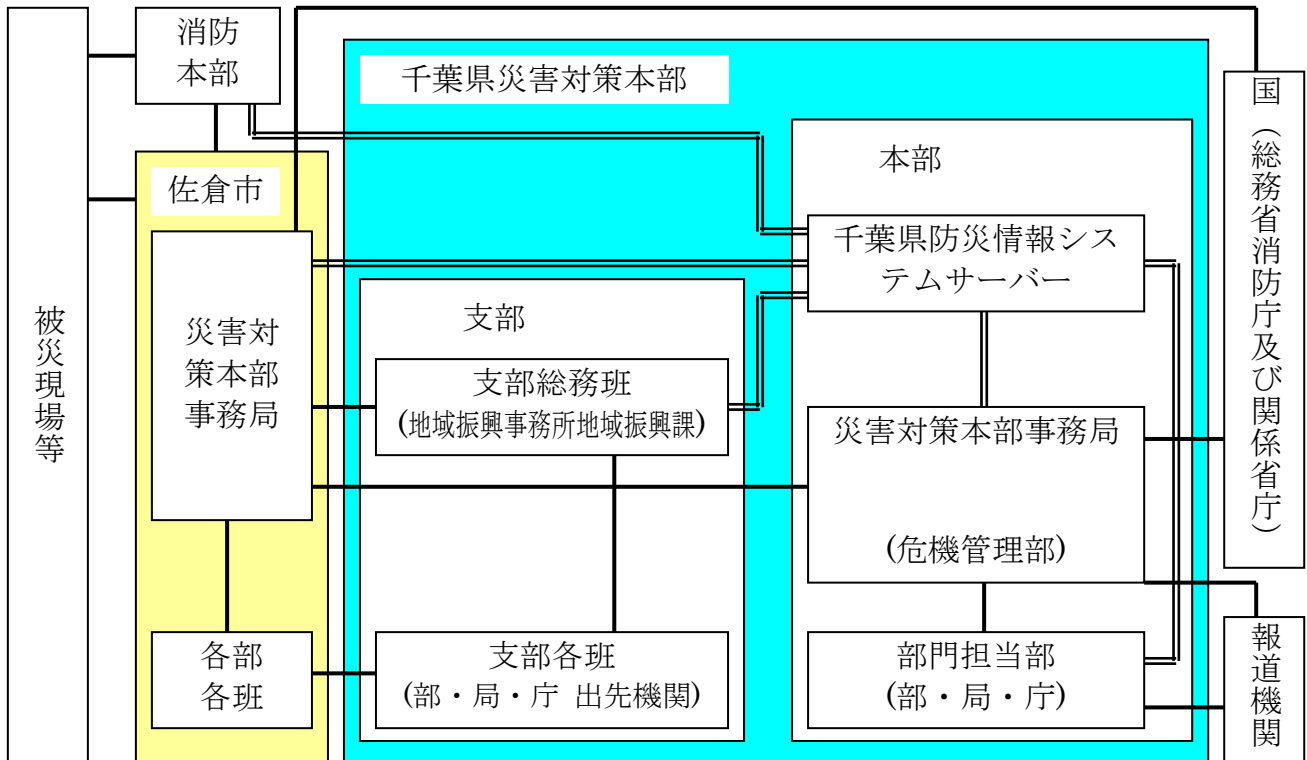 被災現場等
消防
本部
佐倉市
災害対
策本部
事務局
各部
各班
千葉県災害対策本部
支部
支部総務班
(地域振興事務所地域振興課)
支部各班
(部・局・庁 出先機関)
本部
千葉県防災情報シス
テムサーバー
災害対策本部事務局
(危機管理部)
部門担当部
(部・局・庁)
国（総務省消防庁及び関係省庁）
報道機関